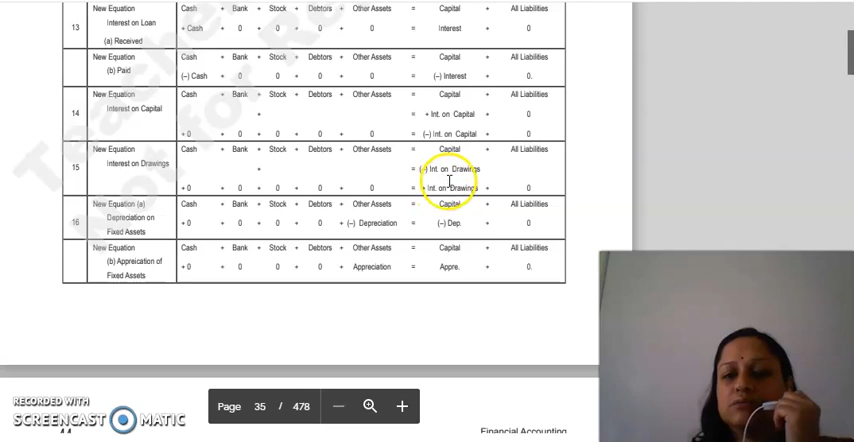 New Equation Cash + Bank + Stock + Debtors + Other Assets = Capital + All Liabilities
13 Interest on Loan + Cash + 0 + 0 + 0 + 0 = Interest + 0
(a) Received
New Equation Cash + Bank + Stock + Debtors + Other Assets = Capital + All Liabilities
(b) Paid (–) Cash + 0 + 0 + 0 + 0 = (–) Interest + 0.
New Equation Cash + Bank + Stock + Debtors + Other Assets = Capital + All Liabilities
14 Interest on Capital + = + Int. on Capital + 0
+ 0 + 0 + 0 + 0 + 0 = (–) Int. on Capital + 0
New Equation Cash + Bank + Stock + Debtors + Other Assets = Capital + All Liabilities
15 Interest on Drawings + = (–) Int. on Drawings
+ 0 + 0 + 0 + 0 + 0 = + Int. on Drawings + 0
New Equation (a) Cash + Bank + Stock + Debtors + Other Assets = Capital + All Liabilities
16 Depreciation on + 0 + 0 + 0 + 0 + (–) Depreciation = (–) Dep. + 0
Fixed Assets
New Equation Cash + Bank + Stock + Debtors + Other Assets = Capital + All Liabilities
(b) Appreication of + 0 + 0 0 + 0 + Appreciation = Appre. + 0.
Fixed Assets
RECORDED WITH
SCREENCAST MATIC
Page 35 / 478
44 Financial Accounting